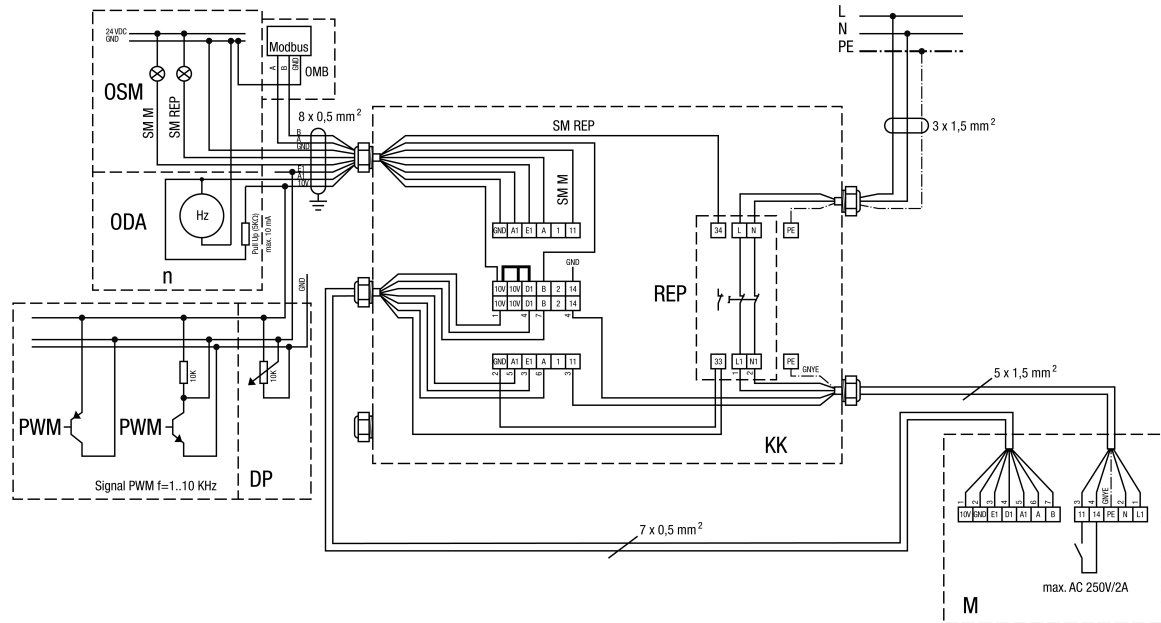 24 VDC
GND
OSM
SM M
SM REP
Modbus
A
B
GND
OMB
8 x 0,5 mm²
B
A
GND
E1
A
10V
ODA
Hz
Pull Up (5KΩ)
max. 10 mA
n
GND
10K
10K
PWM
PWM
DP
Signal PWM f=1..10 KHz
SM REP
SM M
GND A1 E1 A 1 11
GND
10V 10V D1 B 2 14
10V 10V D1 B 2 14
1 4 7 4
GND A1 E1 A 1 11
2 5 3 6 3
REP
34 L N PE
33 L1 N1 PE
1 2
GNYE
KK
L
N
PE
3 x 1,5 mm²
5 x 1,5 mm²
7 x 0,5 mm²
1 2 3 4 5 6 7
10V GND E1 D1 A1 A B
3 4 GNYE 2 1
11 14 PE N L1
max. AC 250V/2A
M